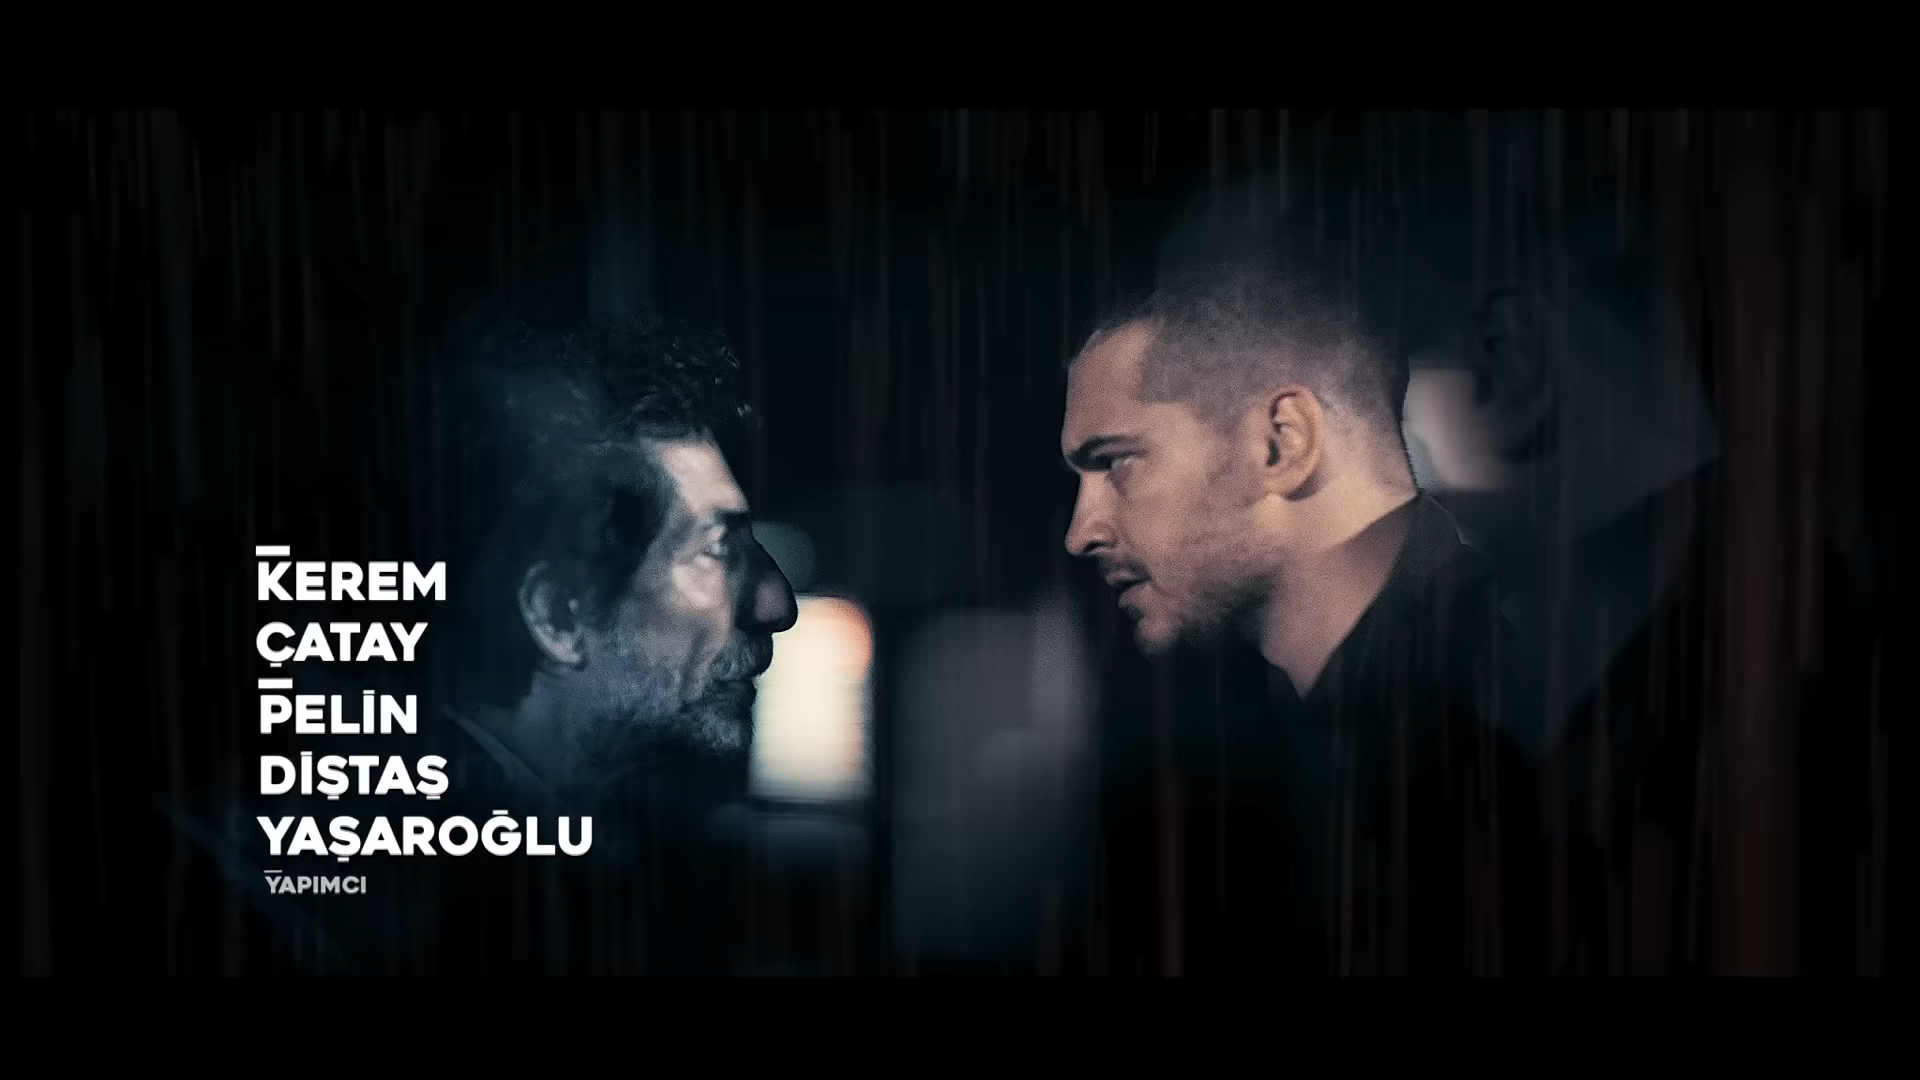 KEREM
ÇATAY
PELİN
DİŞTAŞ
YAŞAROĞLU
YAPIMCI